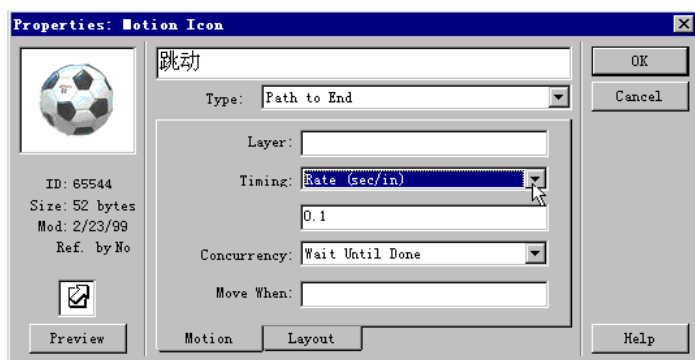 Properties: Motion Icon
跳动
OK
Type: Path to End
Cancel
Layer:
ID: 65544
Timing: Rate (sec/in)
Size: 52 bytes
0.1
Mod: 2/23/99
Ref. by No
Concurrency: Wait Until Done
Move When:
Preview
Motion
Layout
Help